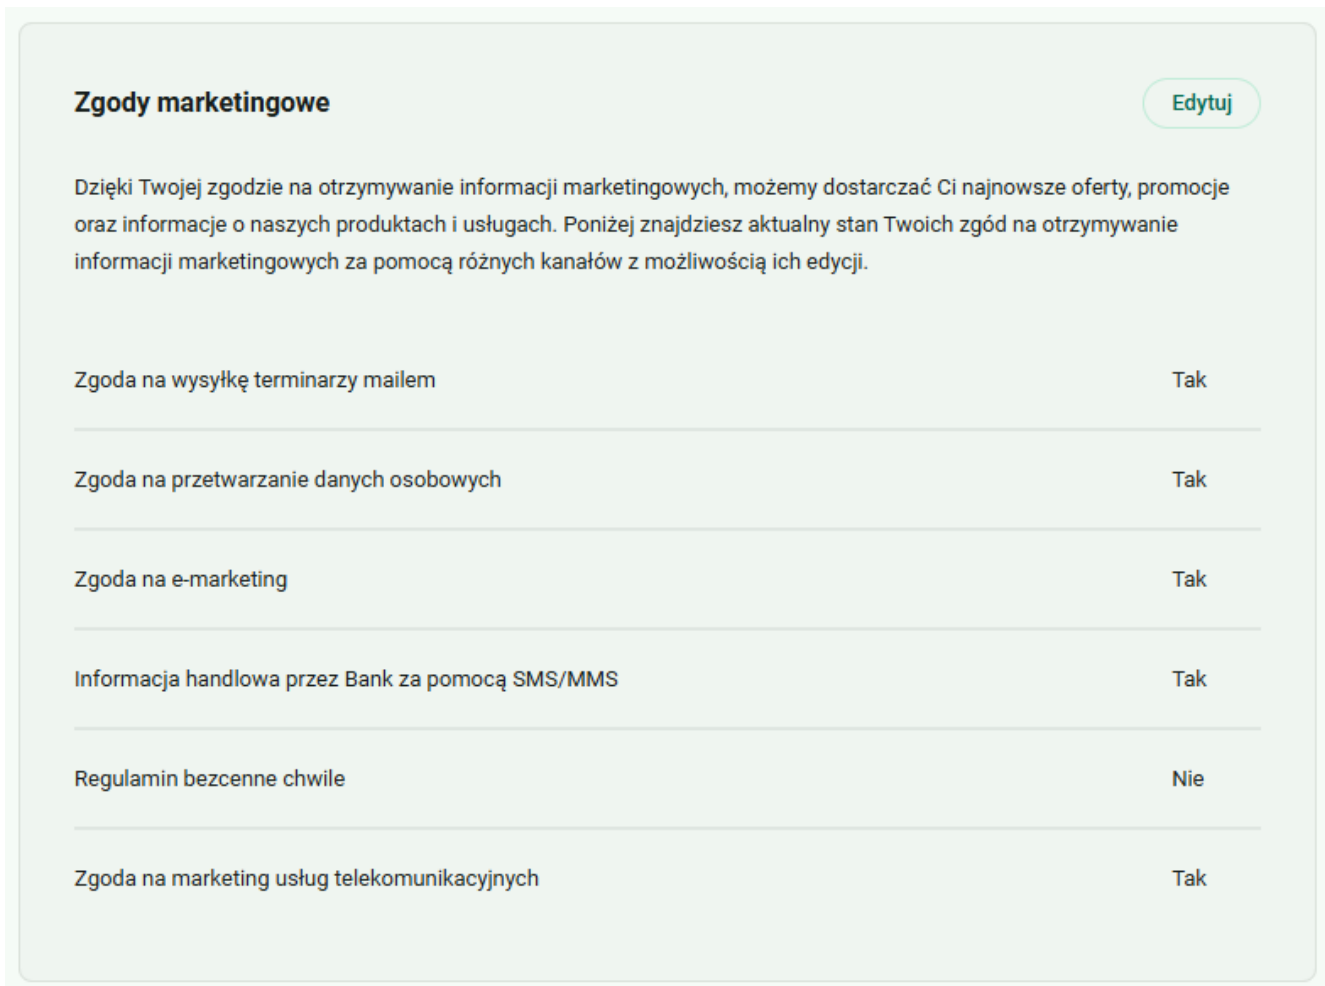 Zgody marketingowe
Edytuj
Dzięki Twojej zgodzie na otrzymywanie informacji marketingowych, możemy dostarczać Ci najnowsze oferty, promocje
oraz informacje o naszych produktach i usługach. Poniżej znajdziesz aktualny stan Twoich zgód na otrzymywanie
informacji marketingowych za pomocą różnych kanałów z możliwością ich edycji.
Zgoda na wysyłkę terminarzy mailem Tak
Zgoda na przetwarzanie danych osobowych Tak
Zgoda na e-marketing Tak
Informacja handlowa przez Bank za pomocą SMS/MMS Tak
Regulamin bezcenne chwile Nie
Zgoda na marketing usług telekomunikacyjnych Tak